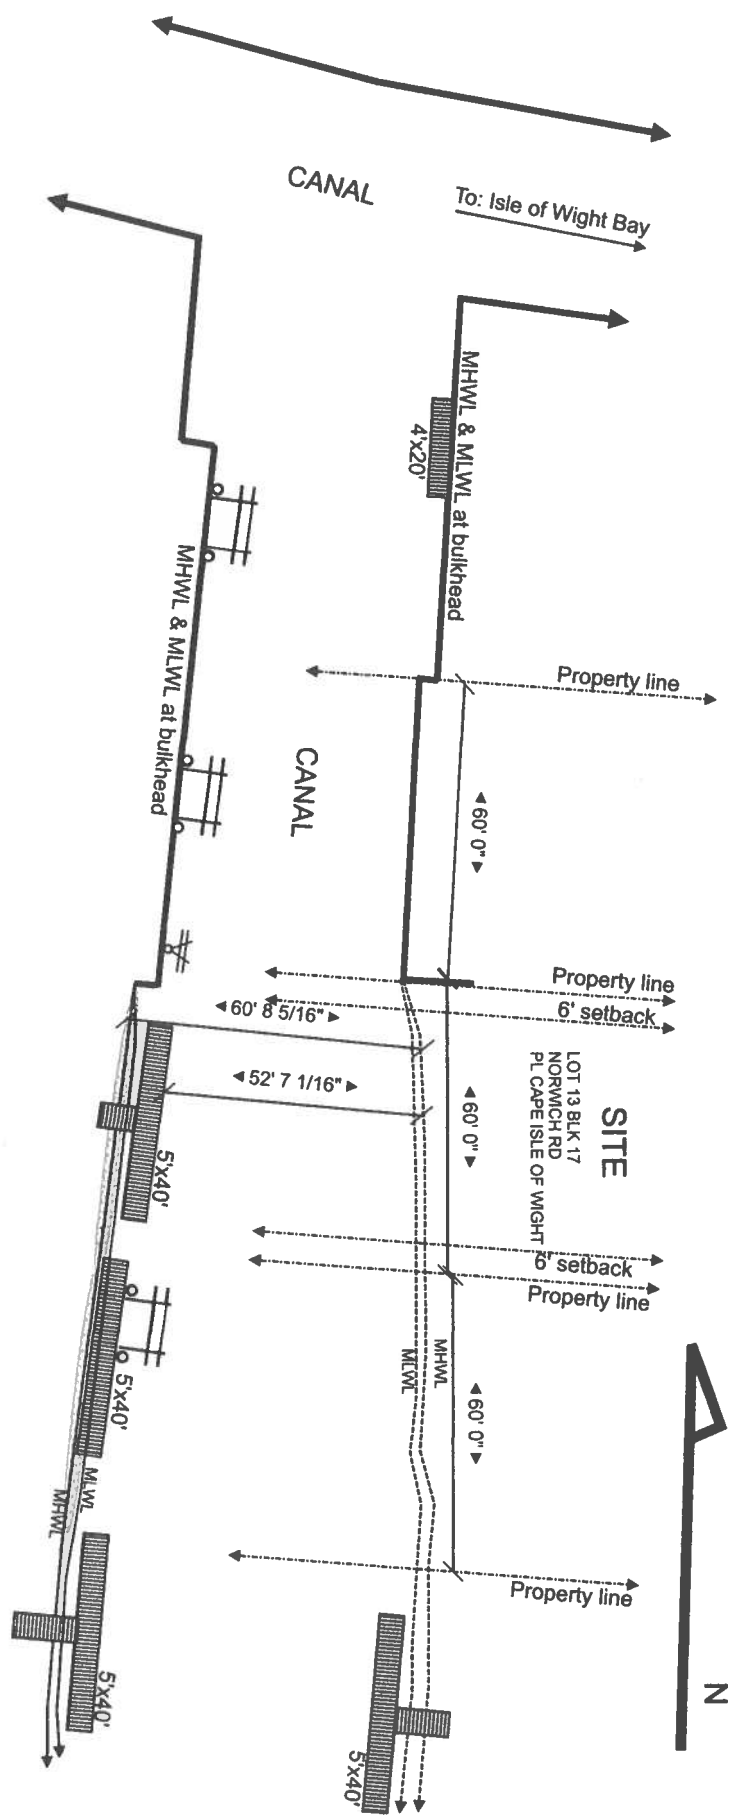 CANAL
To: Isle of Wight Bay
MHWL & MLWL at bulkhead
4'x20'
MHWL & MLWL at bulkhead
Property line
CANAL
60' 0"
Property line
6' setback
60' 8 5/16"
52' 7 1/16"
60' 0"
SITE
LOT 13 BLK 17
NORWICH RD
PL CAPE ISLE OF WIGHT
5'x40'
6' setback
Property line
5'x40'
MLWL
MHWL
60' 0"
MLWL
MHWL
Property line
5'x40'
5'x40'
N